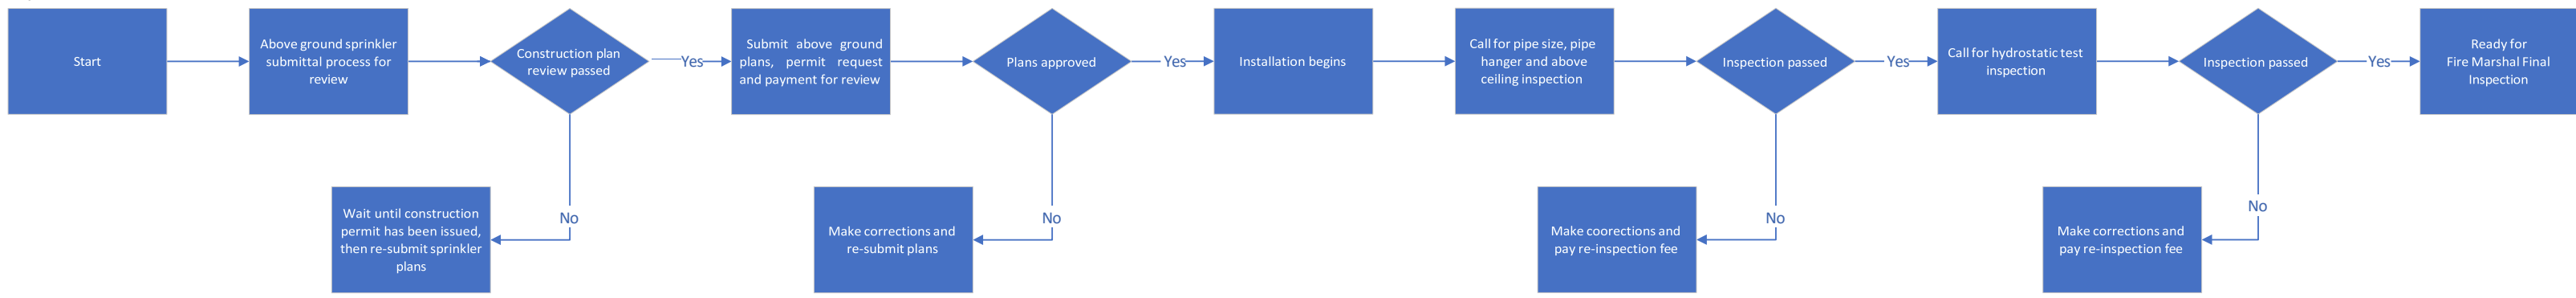 Start
Above ground sprinkler
submittal process for
review
Construction plan
review passed
Yes
Submit above ground
plans, permit request
and payment for review
Plans approved
Yes
Installation begins
Call for pipe size, pipe
hanger and above
ceiling inspection
Inspection passed
Yes
Call for hydrostatic test
inspection
Inspection passed
Yes
Ready for
Fire Marshal Final
Inspection
No
Wait until construction
permit has been issued,
then re-submit sprinkler
plans
No
Make corrections and
re-submit plans
No
Make coorections and
pay re-inspection fee
No
Make corrections and
pay re-inspection fee